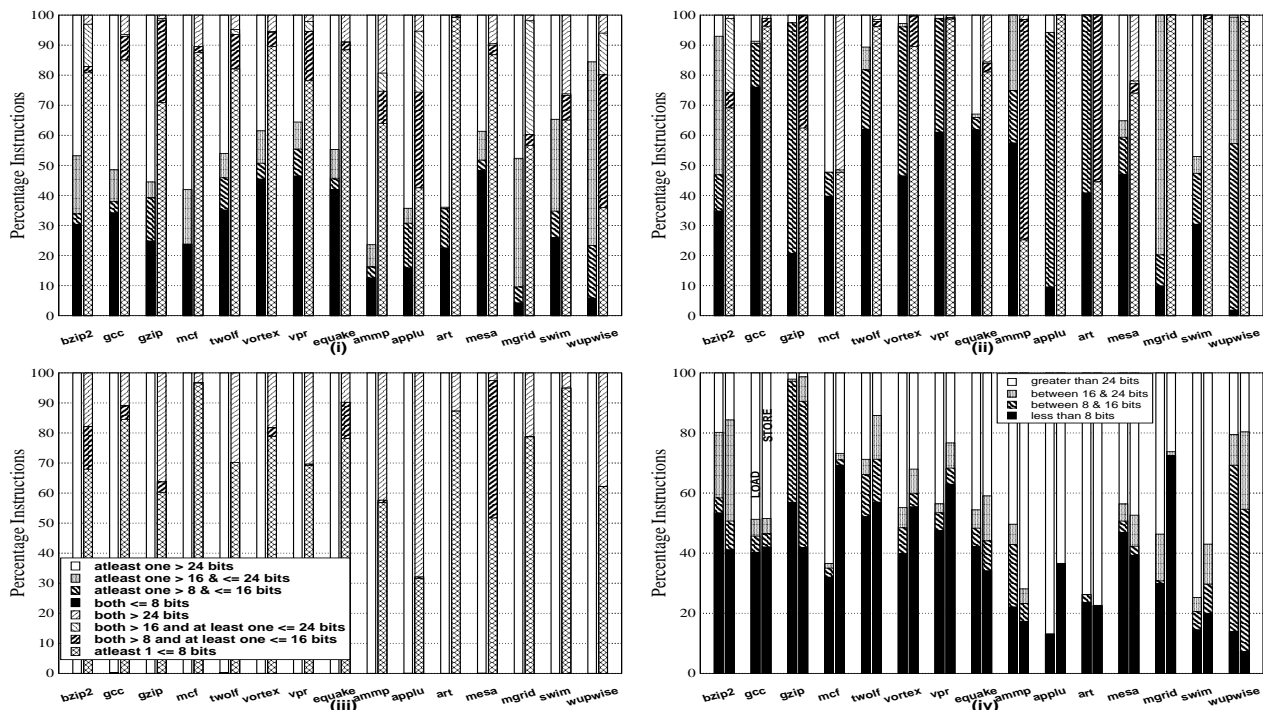 Percentage Instructions
100
90
80
70
60
50
40
30
20
10
0
bzip2 gcc gzip mcf twolf vortex vpr equake ammp applu art mesa mgrid swim wupwise
(i)
Percentage Instructions
100
90
80
70
60
50
40
30
20
10
0
bzip2 gcc gzip mcf twolf vortex vpr equake ammp applu art mesa mgrid swim wupwise
(ii)
Percentage Instructions
100
90
80
70
60
50
40
30
20
10
0
atleast one > 24 bits
atleast one > 16 & <= 24 bits
atleast one > 8 & <= 16 bits
both <= 8 bits
both > 24 bits
both > 16 and at least one <= 24 bits
both > 8 and at least one <= 16 bits
atleast 1 <= 8 bits
bzip2 gcc gzip mcf twolf vortex vpr equake ammp applu art mesa mgrid swim wupwise
(iii)
Percentage Instructions
100
80
60
40
20
0
greater than 24 bits
between 16 & 24 bits
between 8 & 16 bits
less than 8 bits
LOAD
STORE
bzip2 gcc gzip mcf twolf vortex vpr equake ammp applu art mesa mgrid swim wupwise
(iv)